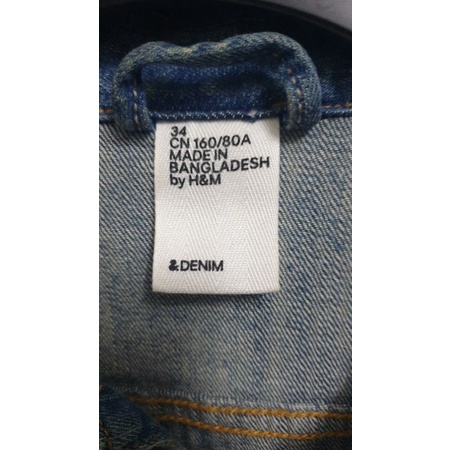 34
CN 160/80A
MADE IN
BANGLADESH
by H&M
&DENIM